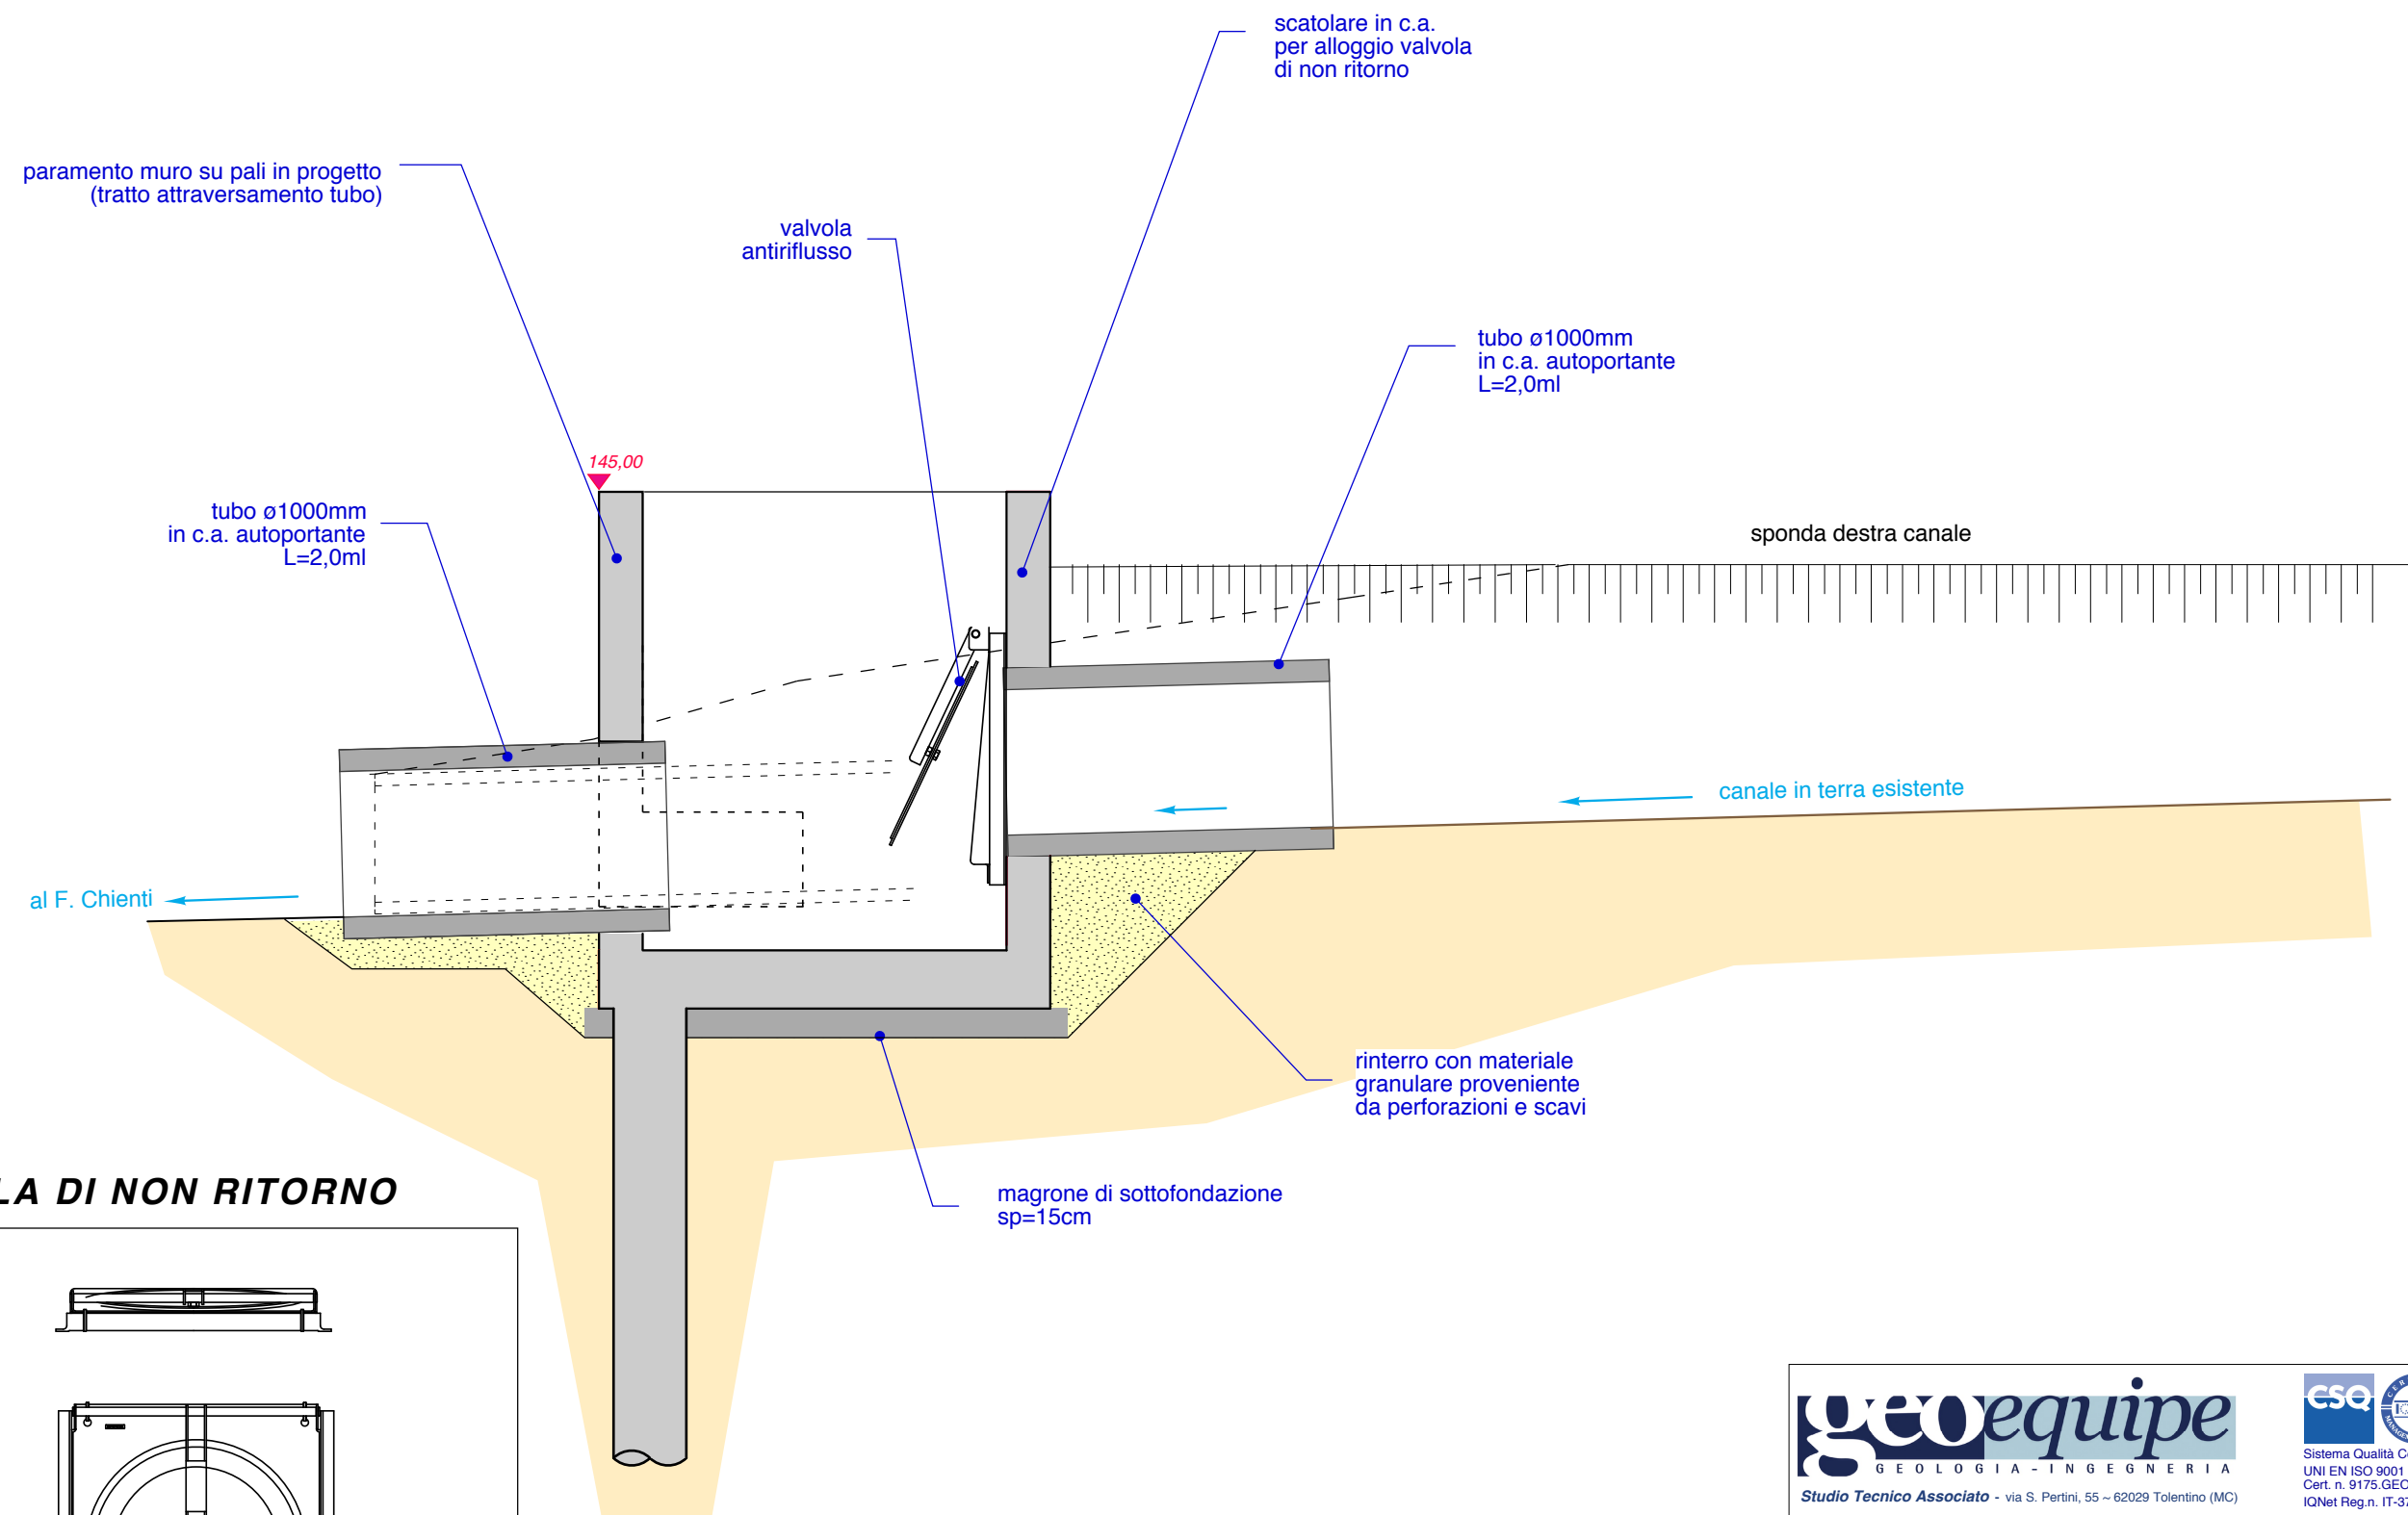 scatolare in c.a.
per alloggio valvola
di non ritorno
paramento muro su pali in progetto
(tratto attraversamento tubo)
valvola
antiriflusso
tubo ø1000mm
in c.a. autoportante
L=2,0ml
145,00
tubo ø1000mm
in c.a. autoportante
L=2,0ml
sponda destra canale
canale in terra esistente
al F. Chienti
rinterro con materiale
granulare proveniente
da perforazioni e scavi
magrone di sottofondazione
sp=15cm
LA DI NON RITORNO
geoequipe
GEOLOGIA-INGEGNERIA
Studio Tecnico Associato - via S. Pertini, 55 ~ 62029 Tolentino (MC)
CSQ
Sistema Qualità
UNI EN ISO 9001
Cert. n. 9175.GEO
IQNet Reg.n. IT-37